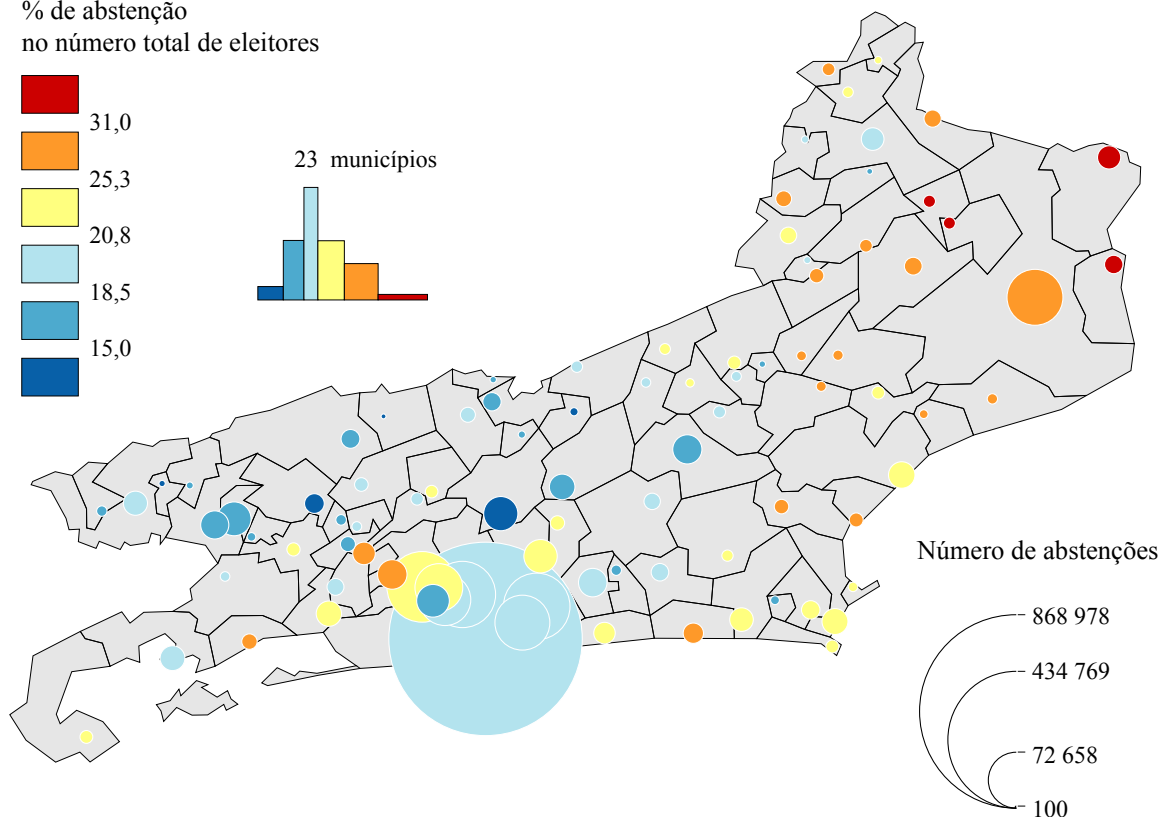 % de abstenção
no número total de eleitores
31,0
25,3
20,8
18,5
15,0
23 municípios
Número de abstenções
868 978
434 769
72 658
100